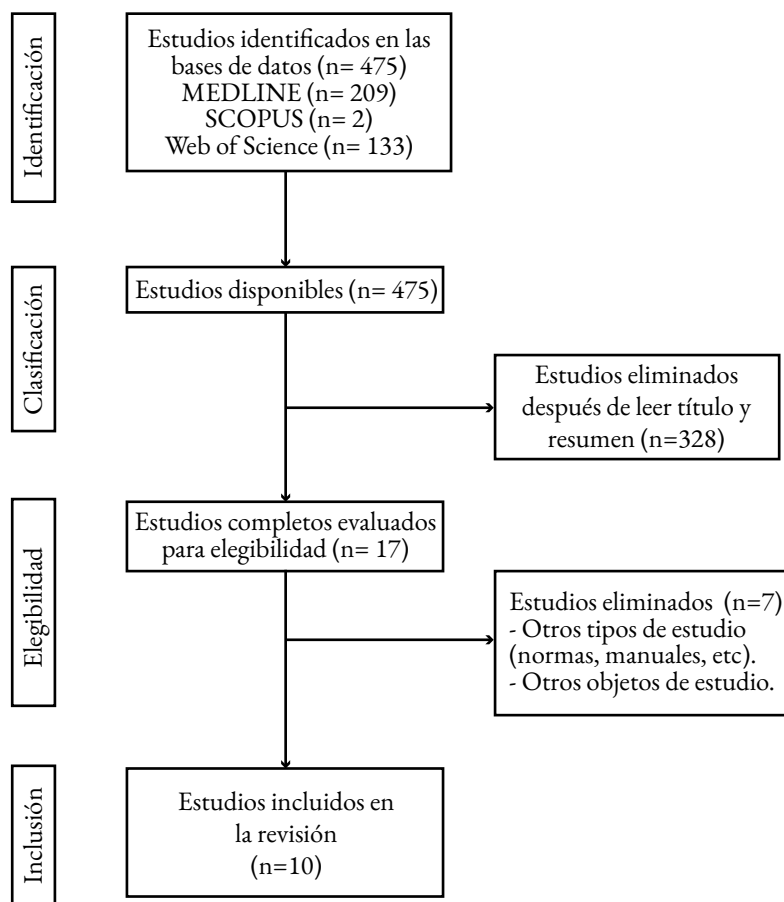 Identificación
Estudios identificados en las
bases de datos (n= 475)
MEDLINE (n= 209)
SCOPUS (n= 2)
Web of Science (n= 133)
Clasificación
Estudios disponibles (n= 475)
Estudios eliminados
después de leer título y
resumen (n=328)
Elegibilidad
Estudios completos evaluados
para elegibilidad (n= 17)
Estudios eliminados (n=7)
- Otros tipos de estudio
(normas, manuales, etc).
- Otros objetos de estudio.
Inclusión
Estudios incluidos en
la revisión
(n=10)